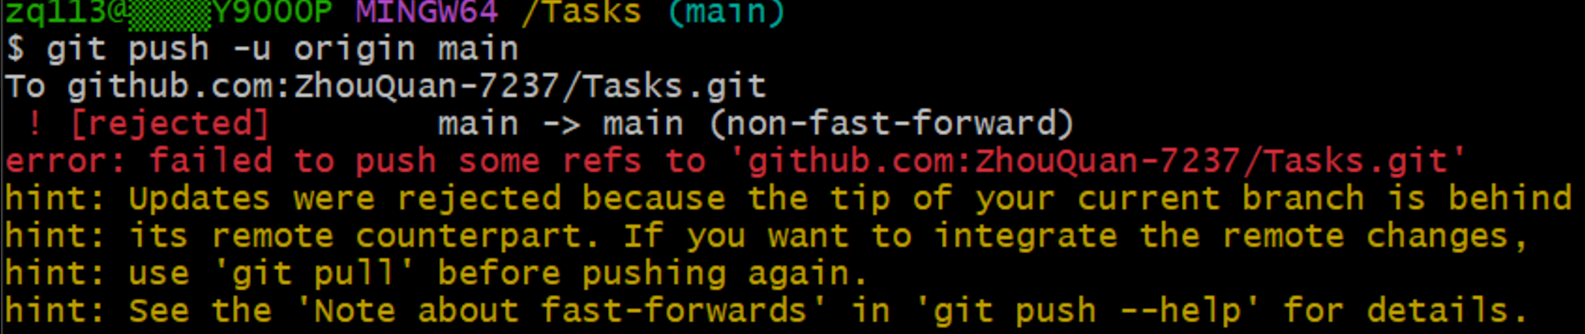 zq113@▒▒▒▒▒Y9000P MINGW64 /Tasks (main)
$ git push -u origin main
To github.com:ZhouQuan-7237/Tasks.git
 ! [rejected]        main -> main (non-fast-forward)
error: failed to push some refs to 'github.com:ZhouQuan-7237/Tasks.git'
hint: Updates were rejected because the tip of your current branch is behind
hint: its remote counterpart. If you want to integrate the remote changes,
hint: use 'git pull' before pushing again.
hint: See the 'Note about fast-forwards' in 'git push --help' for details.